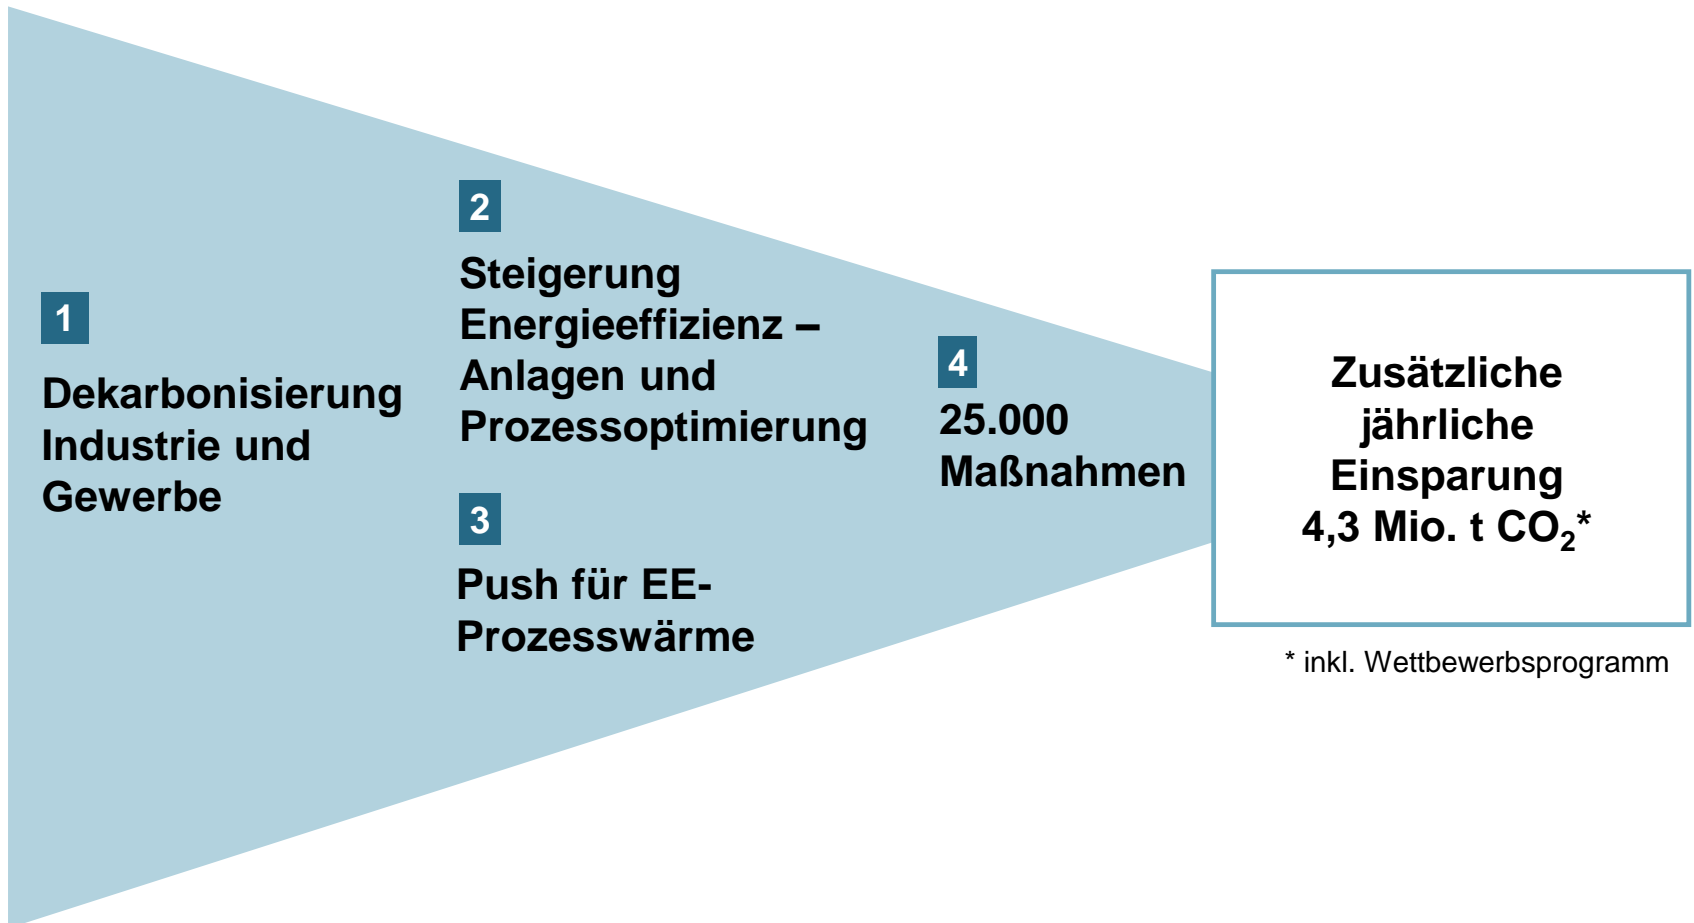 1
Dekarbonisierung
Industrie und
Gewerbe
2
Steigerung
Energieeffizienz –
Anlagen und
Prozessoptimierung
3
Push für EE-
Prozesswärme
4
25.000
Maßnahmen
Zusätzliche
jährliche
Einsparung
4,3 Mio. t CO₂*
* inkl. Wettbewerbsprogramm